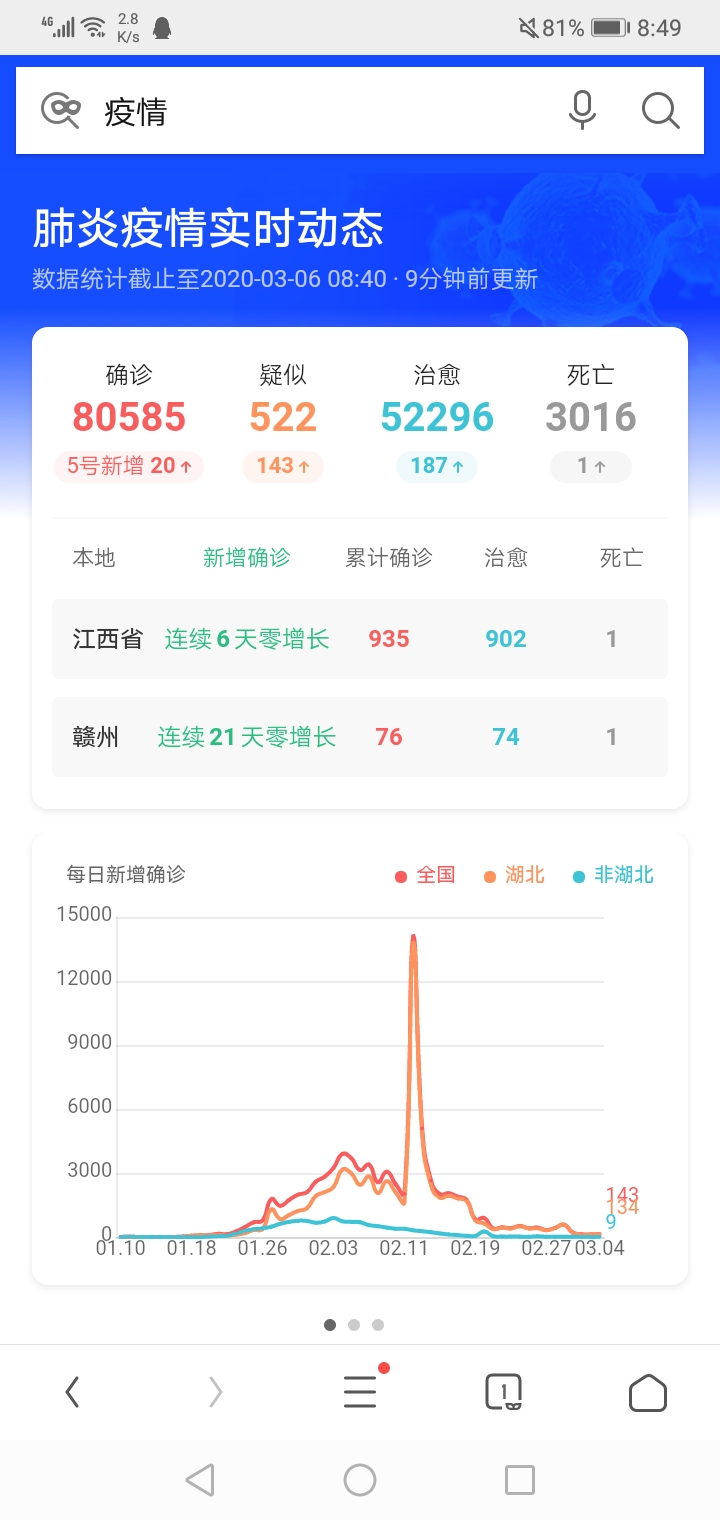 4G 2.8 K/s 81% 8:49
疫情
肺炎疫情实时动态
数据统计截止至2020-03-06 08:40 · 9分钟前更新
确诊 疑似 治愈 死亡
80585 522 52296 3016
5号新增 20↑ 143↑ 187↑ 1↑
本地 新增确诊 累计确诊 治愈 死亡
江西省 连续6天零增长 935 902 1
赣州 连续21天零增长 76 74 1
每日新增确诊 全国 湖北 非湖北
15000
12000
9000
6000
3000
143
134
9
0
01.10 01.18 01.26 02.03 02.11 02.19 02.27 03.04
1